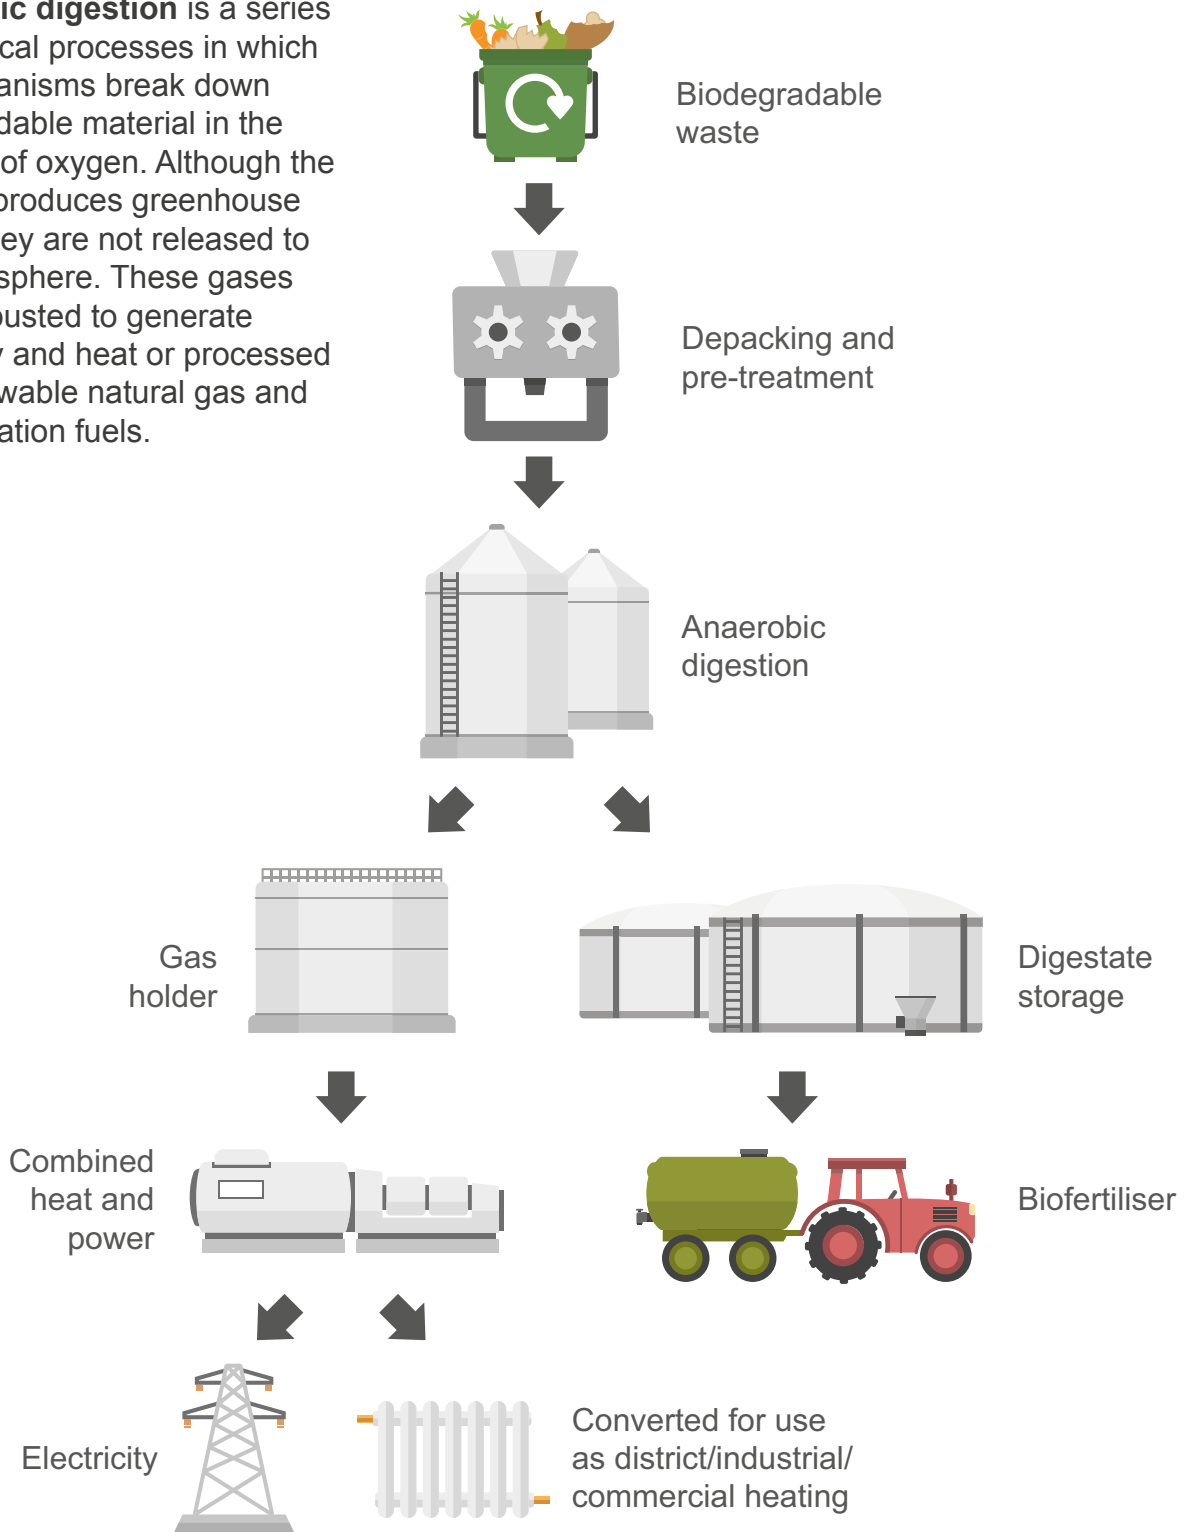 ic digestion is a series
cal processes in which
anisms break down
dable material in the
of oxygen. Although the
produces greenhouse
ey are not released to
sphere. These gases
busted to generate
y and heat or processed
wable natural gas and
ation fuels.
Biodegradable
waste
Depacking and
pre-treatment
Anaerobic
digestion
Gas
holder
Digestate
storage
Combined
heat and
power
Biofertiliser
Electricity
Converted for use
as district/industrial/
commercial heating